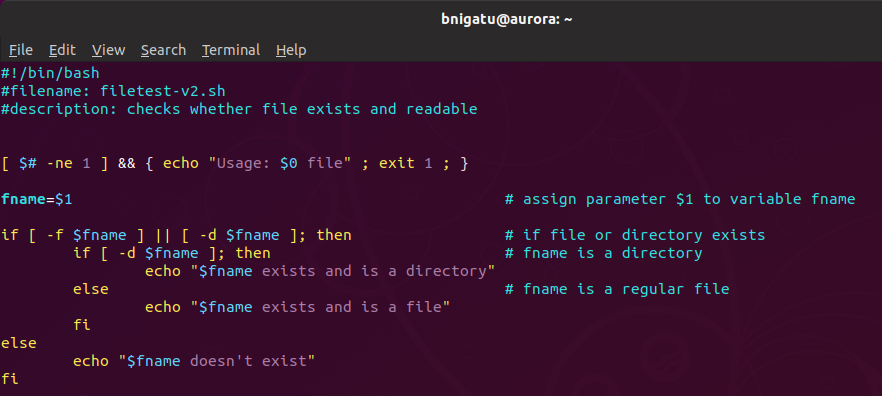 bnigatu@aurora: ~
File Edit View Search Terminal Help
#!/bin/bash
#filename: filetest-v2.sh
#description: checks whether file exists and readable
[ $# -ne 1 ] && { echo "Usage: $0 file" ; exit 1 ; }
fname=$1 # assign parameter $1 to variable fname
if [ -f $fname ] || [ -d $fname ]; then # if file or directory exists
if [ -d $fname ]; then # fname is a directory
echo "$fname exists and is a directory"
else # fname is a regular file
echo "$fname exists and is a file"
fi
else
echo "$fname doesn't exist"
fi